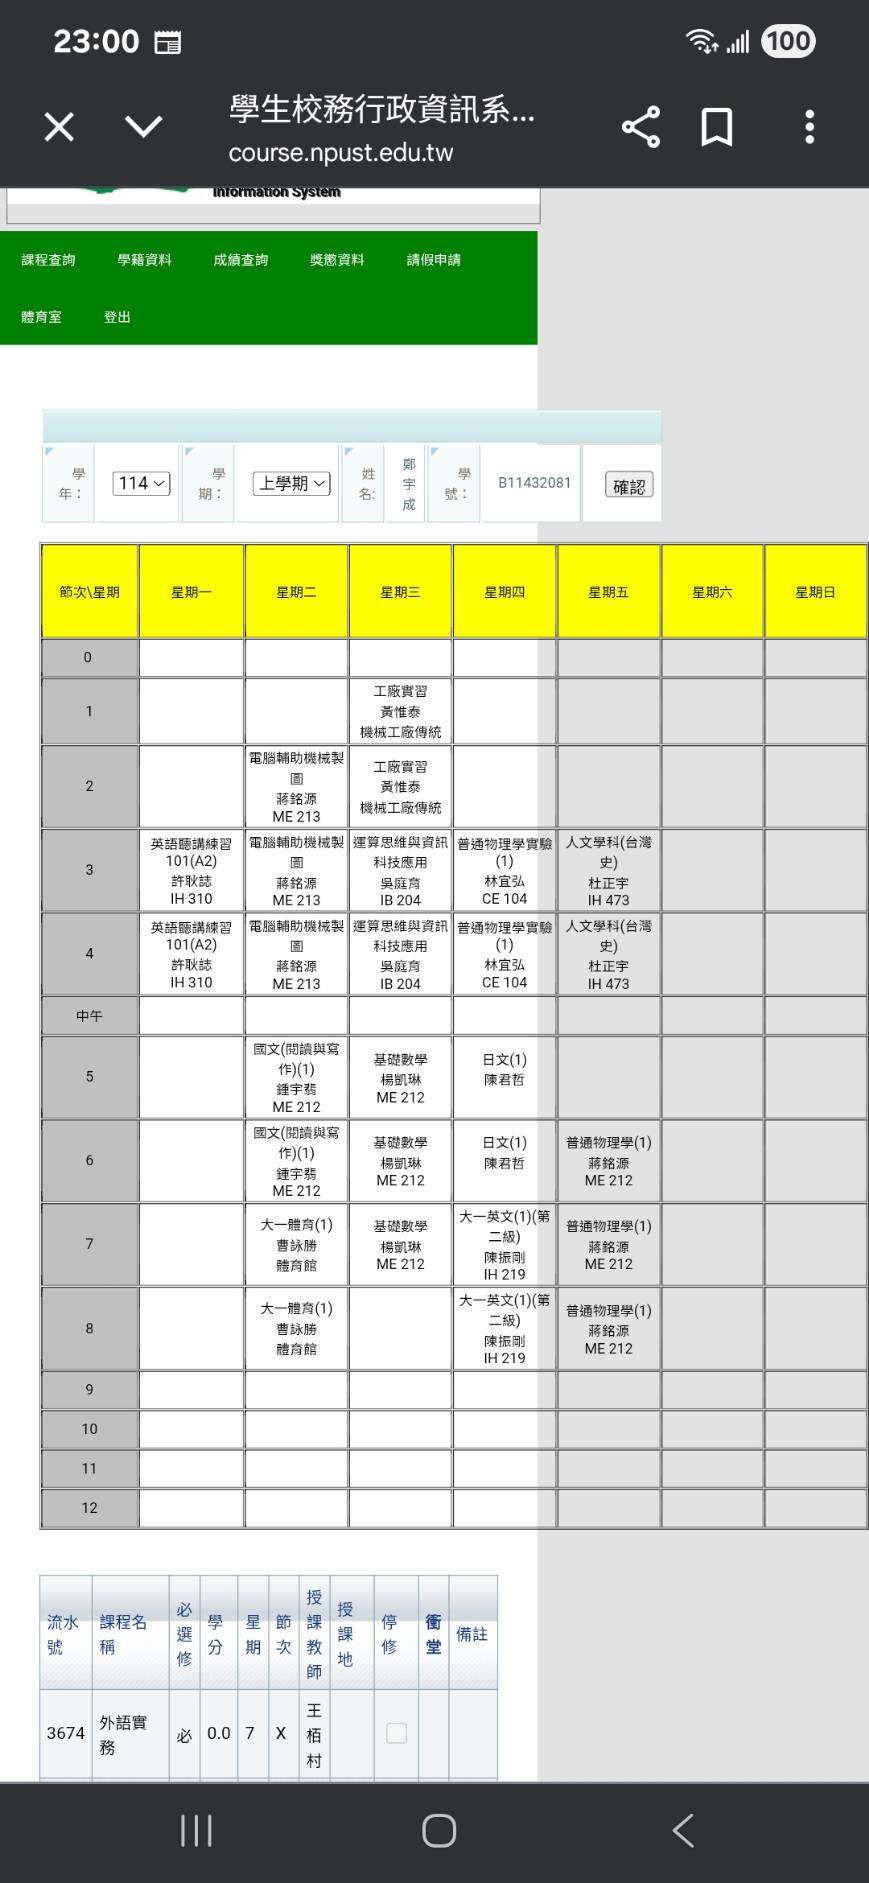 23:00
100
學生校務行政資訊系...
course.npust.edu.tw
Information System
課程查詢 學籍資料 成績查詢 獎懲資料 請假申請
體育室 登出
學年： 114 學期： 上學期 姓名: 鄭宇成 學號： B11432081 確認
節次\星期 星期一 星期二 星期三 星期四 星期五 星期六 星期日
0
1
工廠實習
黃惟泰
機械工廠傳統
2
電腦輔助機械製
圖
蔣銘源
ME 213
工廠實習
黃惟泰
機械工廠傳統
3
英語聽講練習
101(A2)
許耿誌
IH 310
電腦輔助機械製
圖
蔣銘源
ME 213
運算思維與資訊
科技應用
吳庭育
IB 204
普通物理學實驗
(1)
林宜弘
CE 104
人文學科(台灣
史)
杜正宇
IH 473
4
英語聽講練習
101(A2)
許耿誌
IH 310
電腦輔助機械製
圖
蔣銘源
ME 213
運算思維與資訊
科技應用
吳庭育
IB 204
普通物理學實驗
(1)
林宜弘
CE 104
人文學科(台灣
史)
杜正宇
IH 473
中午
5
國文(閱讀與寫
作)(1)
鍾宇翡
ME 212
基礎數學
楊凱琳
ME 212
日文(1)
陳君哲
6
國文(閱讀與寫
作)(1)
鍾宇翡
ME 212
基礎數學
楊凱琳
ME 212
日文(1)
陳君哲
普通物理學(1)
蔣銘源
ME 212
7
大一體育(1)
曹詠勝
體育館
基礎數學
楊凱琳
ME 212
大一英文(1)(第
二級)
陳振剛
IH 219
普通物理學(1)
蔣銘源
ME 212
8
大一體育(1)
曹詠勝
體育館
大一英文(1)(第
二級)
陳振剛
IH 219
普通物理學(1)
蔣銘源
ME 212
9
10
11
12
流水號 課程名稱 必選修 學分 星期 節次 授課教師 授課地 停修 衝堂 備註
3674 外語實務 必 0.0 7 X 王栢村